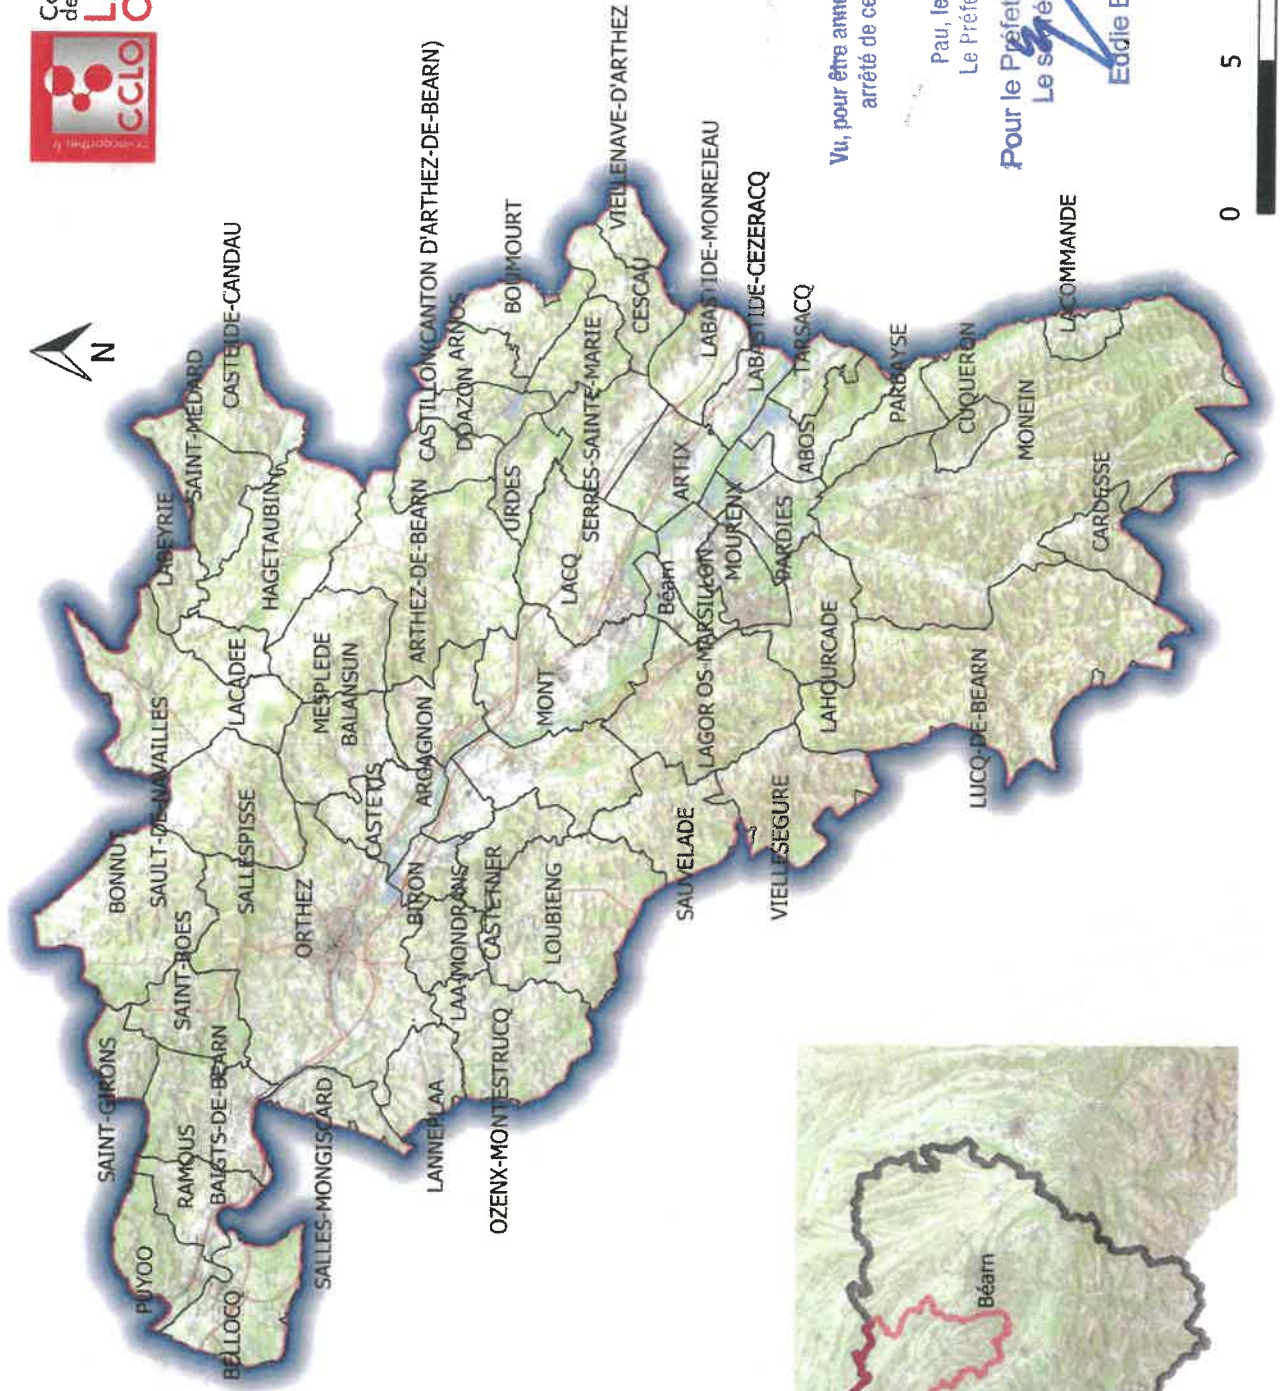 CCLO
N
PUYOO
BELLOCQ
RAMOUS
BAIGTS-DE-BEARN
SAINT-GIRONS
SAINT-BOES
BONNUT
SAULT-DE-NAVAILLES
SALLESPISSE
ORTHEZ
SALLES-MONGISCARD
LANNEPLAA
OZENX-MONTESTRUCQ
LAA-MONDRANS
CASTETNER
LOUBIENG
BIRON
CASTETIS
ARGAGNON
BALANSUN
MESPLEDE
LACADEE
LABEYRIE
HAGETAUBIN
SAINT-MEDARD
CASTEIDE-CANDAU
ARTHEZ-DE-BEARN
CASTILLON(CANTON D'ARTHEZ-DE-BEARN)
DOAZON
ARNOS
BOUMOURT
URDES
SERRES-SAINTE-MARIE
CESCAU
VIELLENAVE-D'ARTHEZ
LABASTIDE-MONREJEAU
LABASTIDE-CEZERACQ
TARSACQ
LACQ
MONT
ARTIX
Béarn
MOURENX
LAGOR
OS-MARSILLON
PARDIES
ABOS
PARBAYSE
CUQUERON
LACOMMANDE
MONEIN
CARDESSE
LAHOURCADE
LUCQ-DE-BEARN
SAUVELADE
VIELLESEGURE
Béarn
Vu, pour être
arrêté de ce
Pau, le
Le Préfe
Pour le Préfet
Le
Eddie
0 5